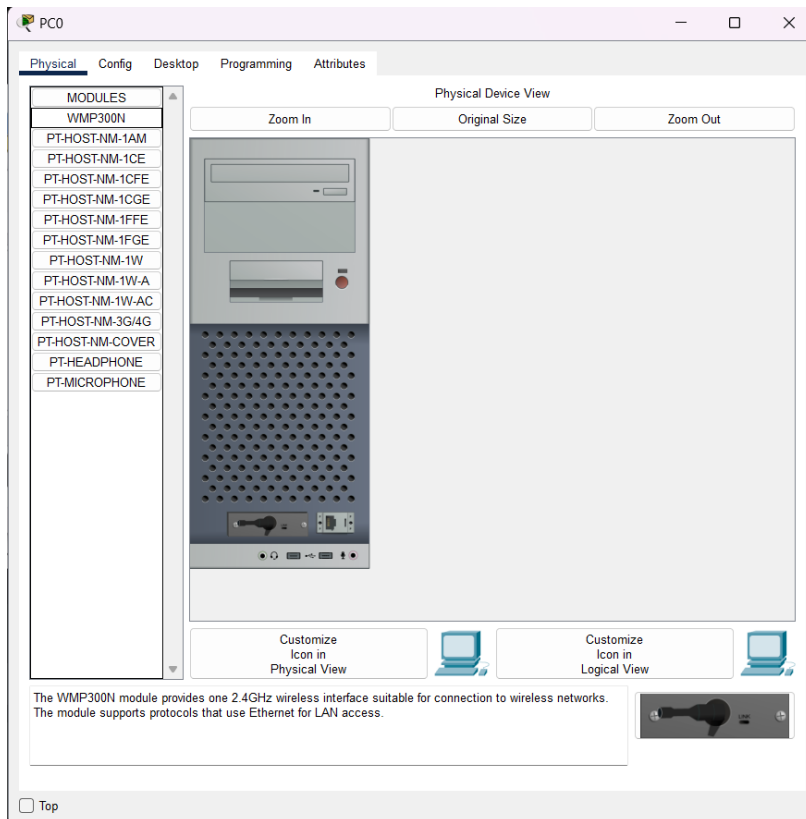 PC0
Physical Config Desktop Programming Attributes
MODULES
WMP300N
PT-HOST-NM-1AM
PT-HOST-NM-1CE
PT-HOST-NM-1CFE
PT-HOST-NM-1CGE
PT-HOST-NM-1FFE
PT-HOST-NM-1FGE
PT-HOST-NM-1W
PT-HOST-NM-1W-A
PT-HOST-NM-1W-AC
PT-HOST-NM-3G/4G
PT-HOST-NM-COVER
PT-HEADPHONE
PT-MICROPHONE
Physical Device View
Zoom In Original Size Zoom Out
Customize
Icon in
Physical View
Customize
Icon in
Logical View
The WMP300N module provides one 2.4GHz wireless interface suitable for connection to wireless networks.
The module supports protocols that use Ethernet for LAN access.
LINK
Top